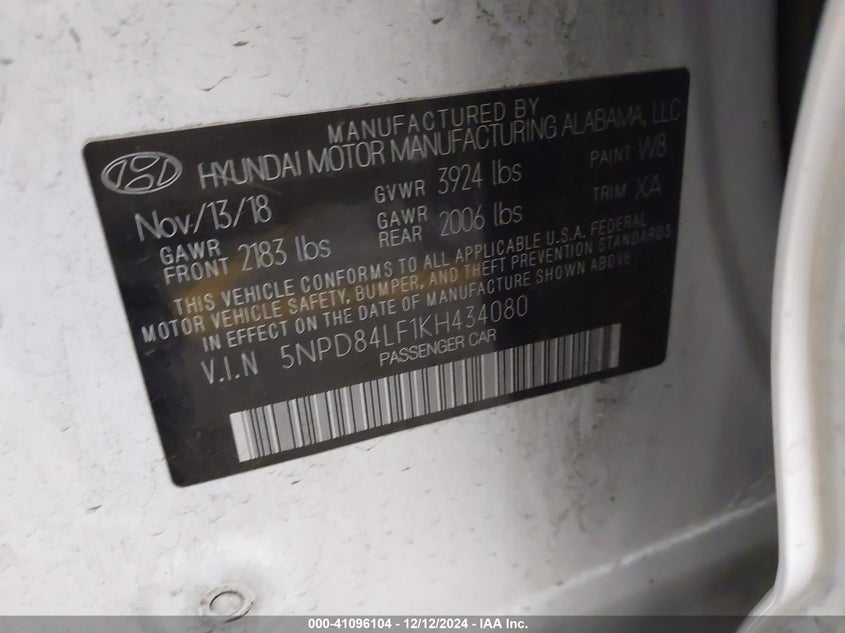 MANUFACTURED BY
HYUNDAI MOTOR MANUFACTURING ALABAMA, LLC
Nov/13/18 GVWR 3924 lbs PAINT W8
GAWR FRONT 2183 lbs GAWR REAR 2006 lbs TRIM XA
THIS VEHICLE CONFORMS TO ALL APPLICABLE U.S.A. FEDERAL
MOTOR VEHICLE SAFETY, BUMPER, AND THEFT PREVENTION STANDARDS
IN EFFECT ON THE DATE OF MANUFACTURE SHOWN ABOVE
V.I.N 5NPD84LF1KH434080
PASSENGER CAR
000-41096104 - 12/12/2024 - IAA Inc.